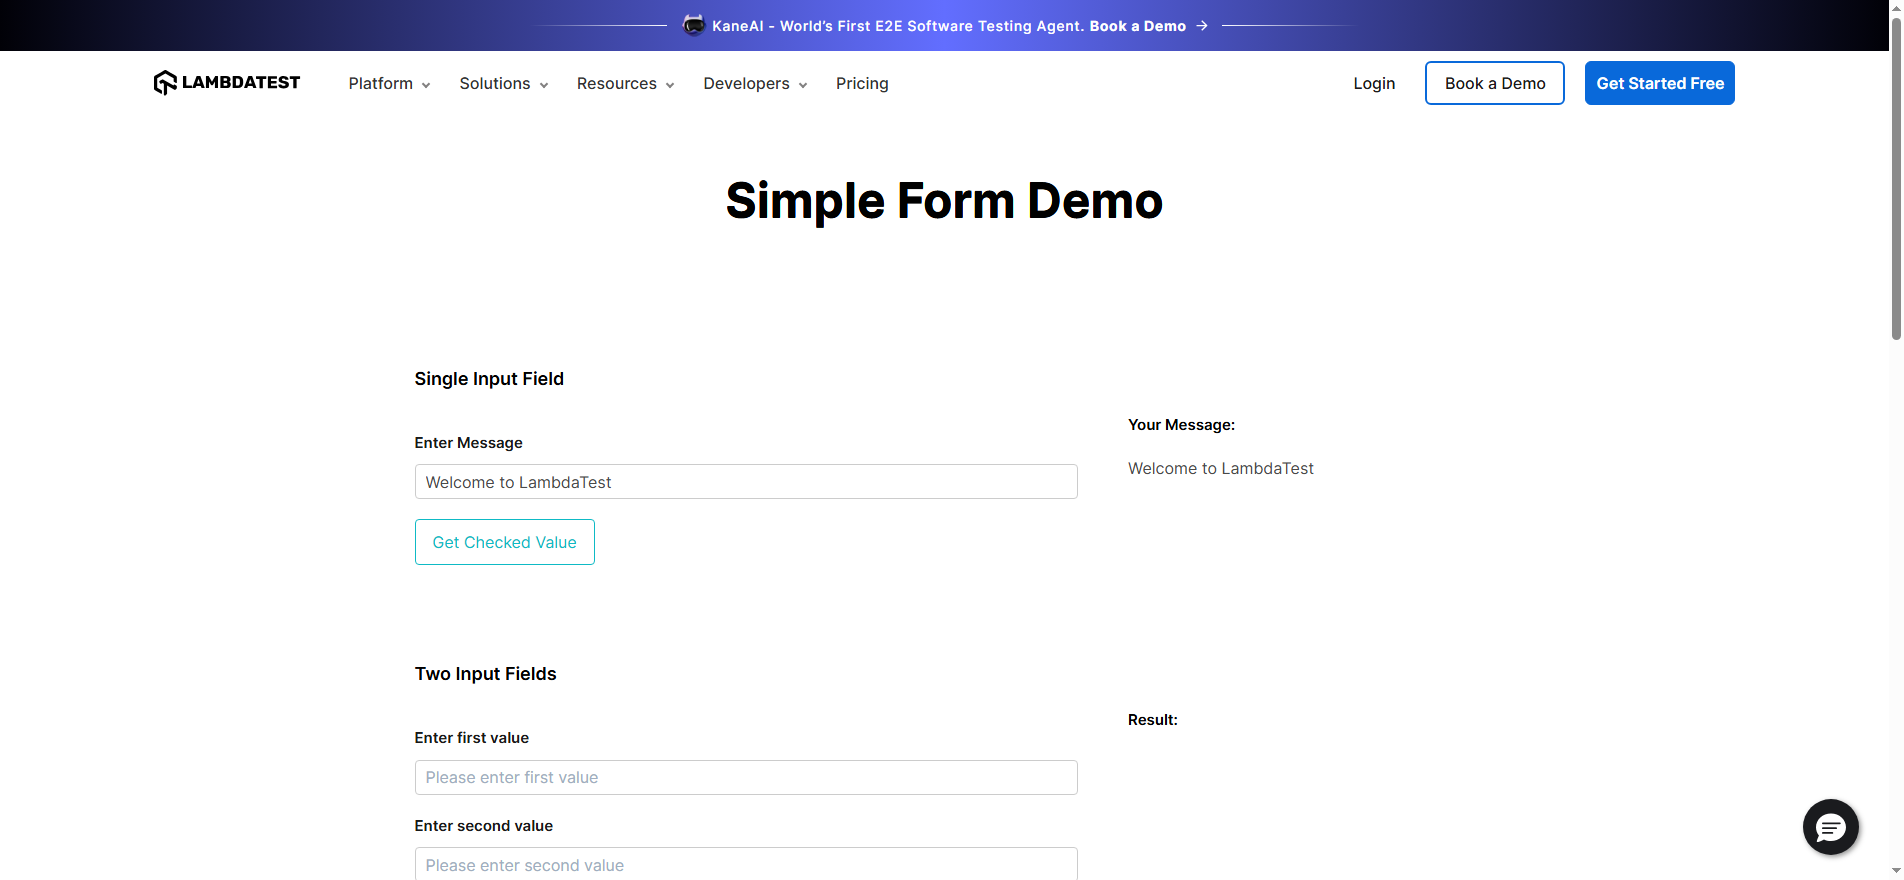 KaneAI - World's First E2E Software Testing Agent. Book a Demo →
LAMBDATEST Platform Solutions Resources Developers Pricing Login Book a Demo Get Started Free
Simple Form Demo
Single Input Field
Your Message:
Enter Message
Welcome to LambdaTest
Welcome to LambdaTest
Get Checked Value
Two Input Fields
Result:
Enter first value
Please enter first value
Enter second value
Please enter second value